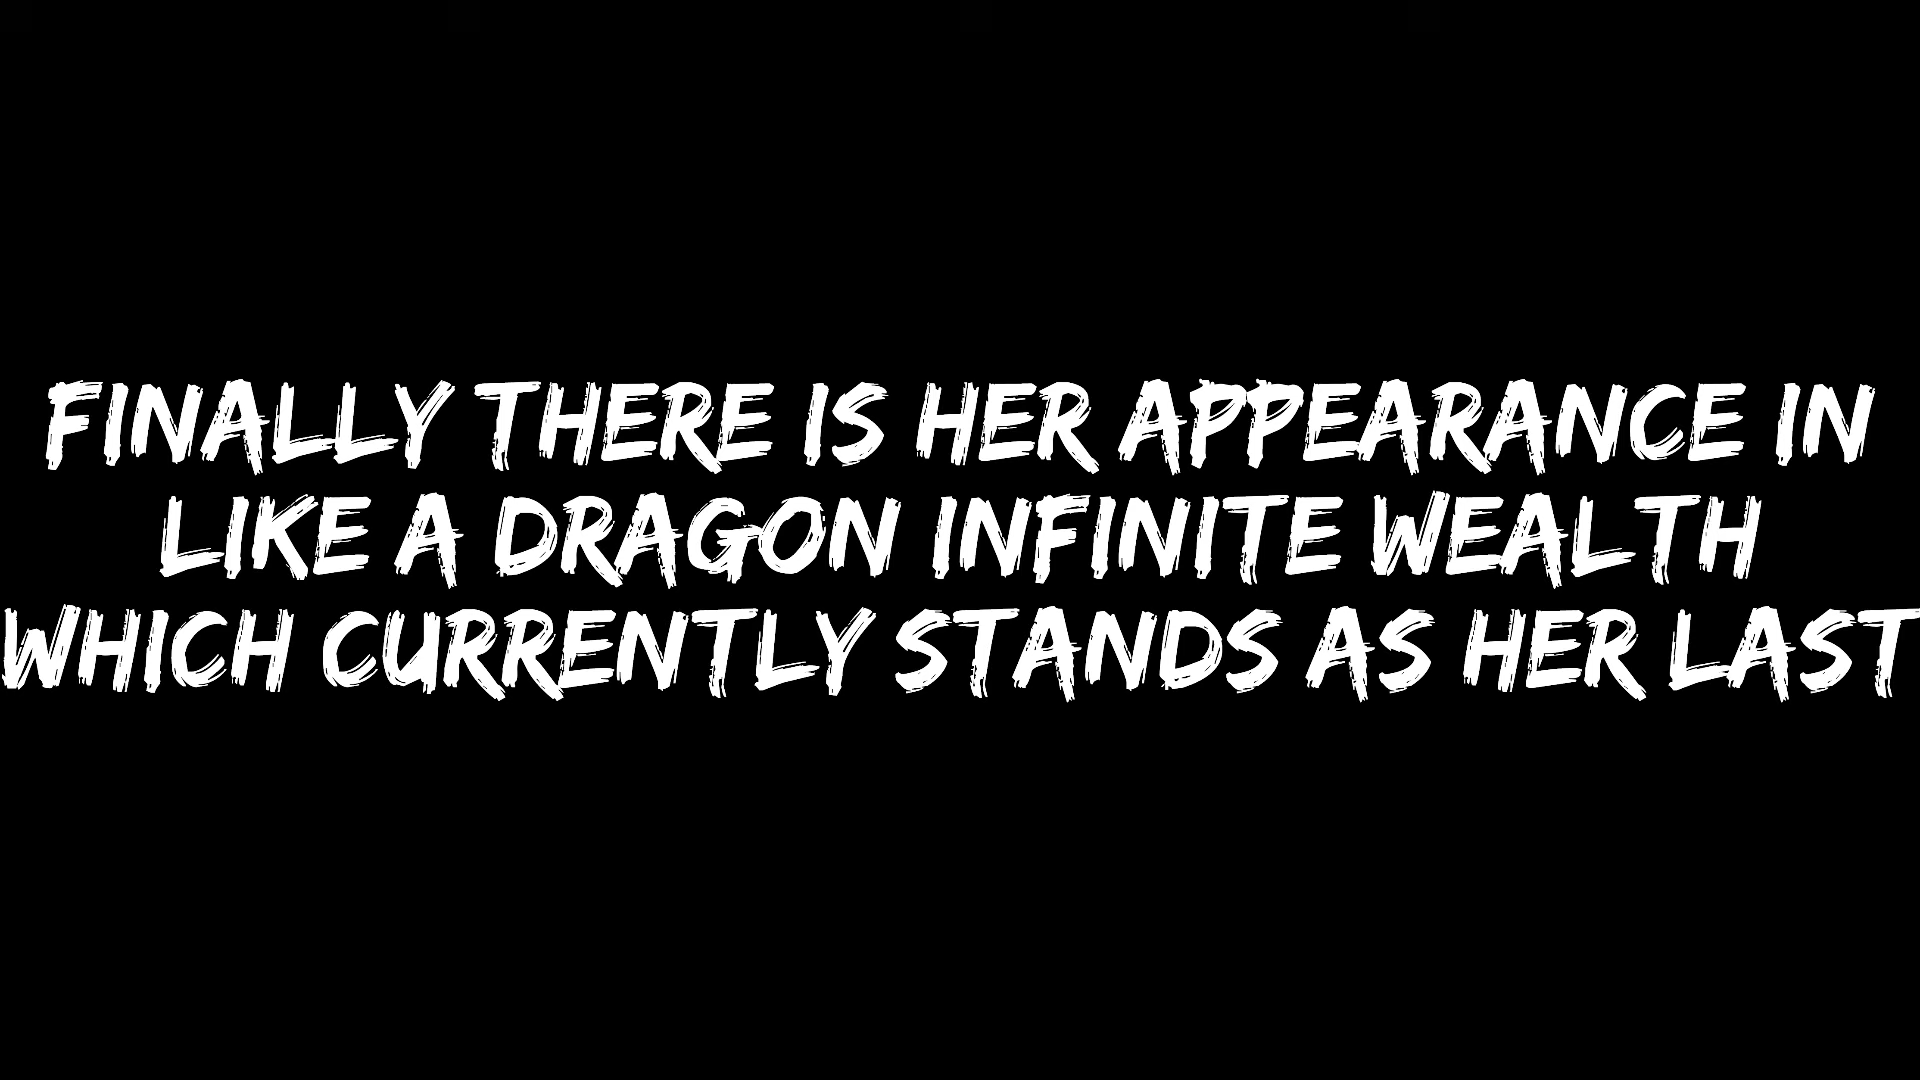 FINALLY THERE IS HER APPEARANCE IN
LIKE A DRAGON INFINITE WEALTH
WHICH CURRENTLY STANDS AS HER LAST